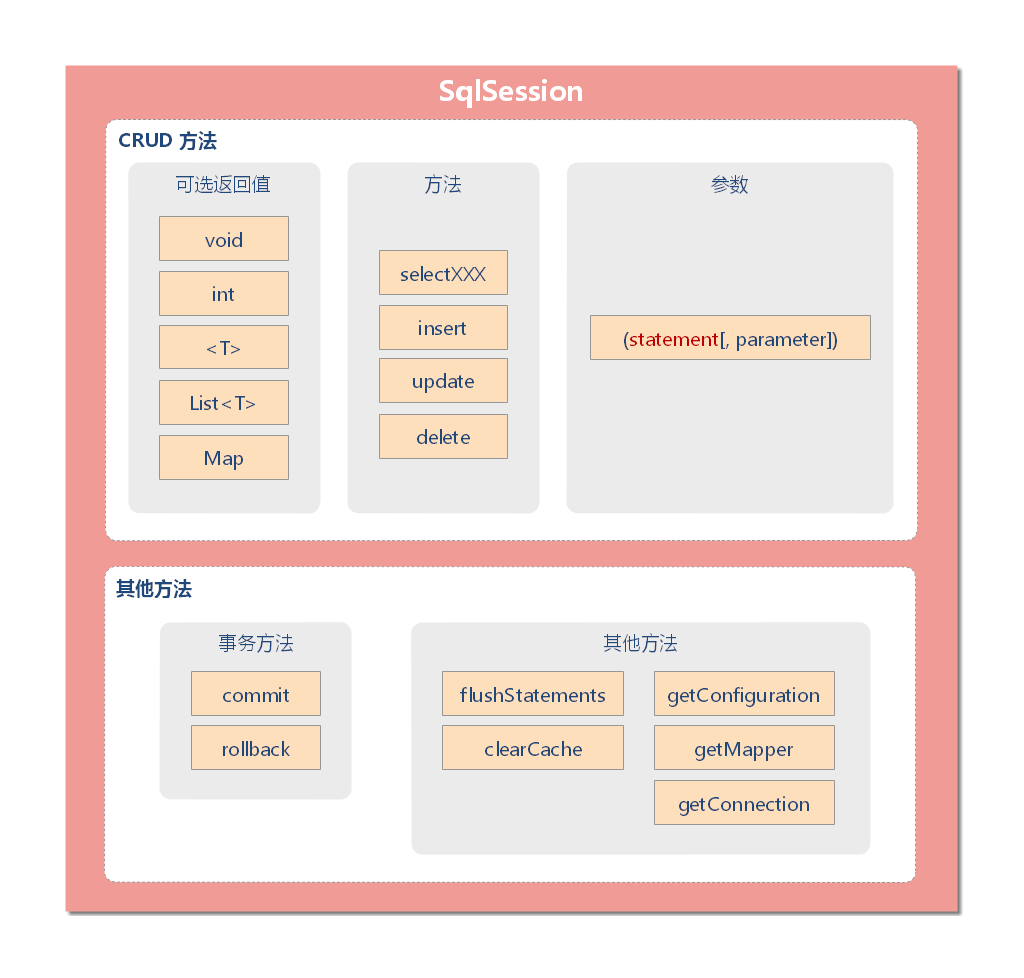 SqlSession
CRUD 方法
可选返回值
void
int
<T>
List<T>
Map
方法
selectXXX
insert
update
delete
参数
(statement[, parameter])
其他方法
事务方法
commit
rollback
其他方法
flushStatements
clearCache
getConfiguration
getMapper
getConnection